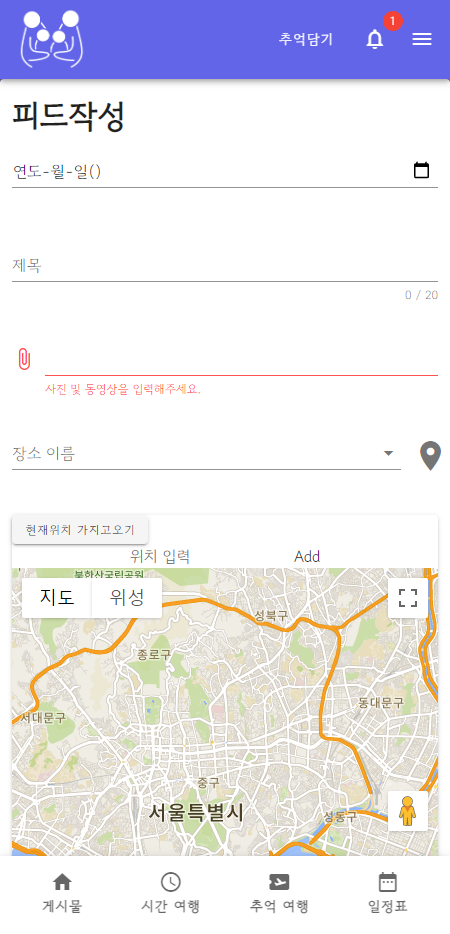 추억담기
1
피드작성
연도-월-일()
제목
0 / 20
사진 및 동영상을 입력해주세요.
장소 이름
현재위치 가지고오기
위치 입력 Add
북한산국립공원
지도 위성
성북구
종로구
동대문구
서대문구
중구
서울특별시
성동구
게시물 시간 여행 추억 여행 일정표